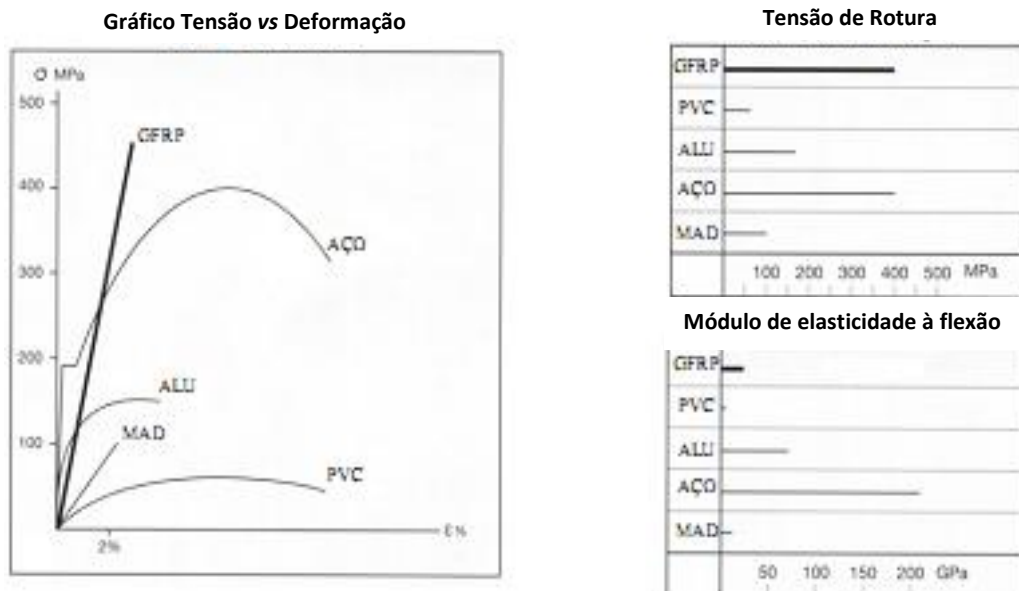 Gráfico Tensão vs Deformação
σ MPa
500
GFRP
400
AÇO
300
200
ALU
MAD
100
PVC
ε %
2%
Tensão de Rotura
GFRP
PVC
ALU
AÇO
MAD
100 200 300 400 500 MPa
Módulo de elasticidade à flexão
GFRP
PVC
ALU
AÇO
MAD
50 100 150 200 GPa